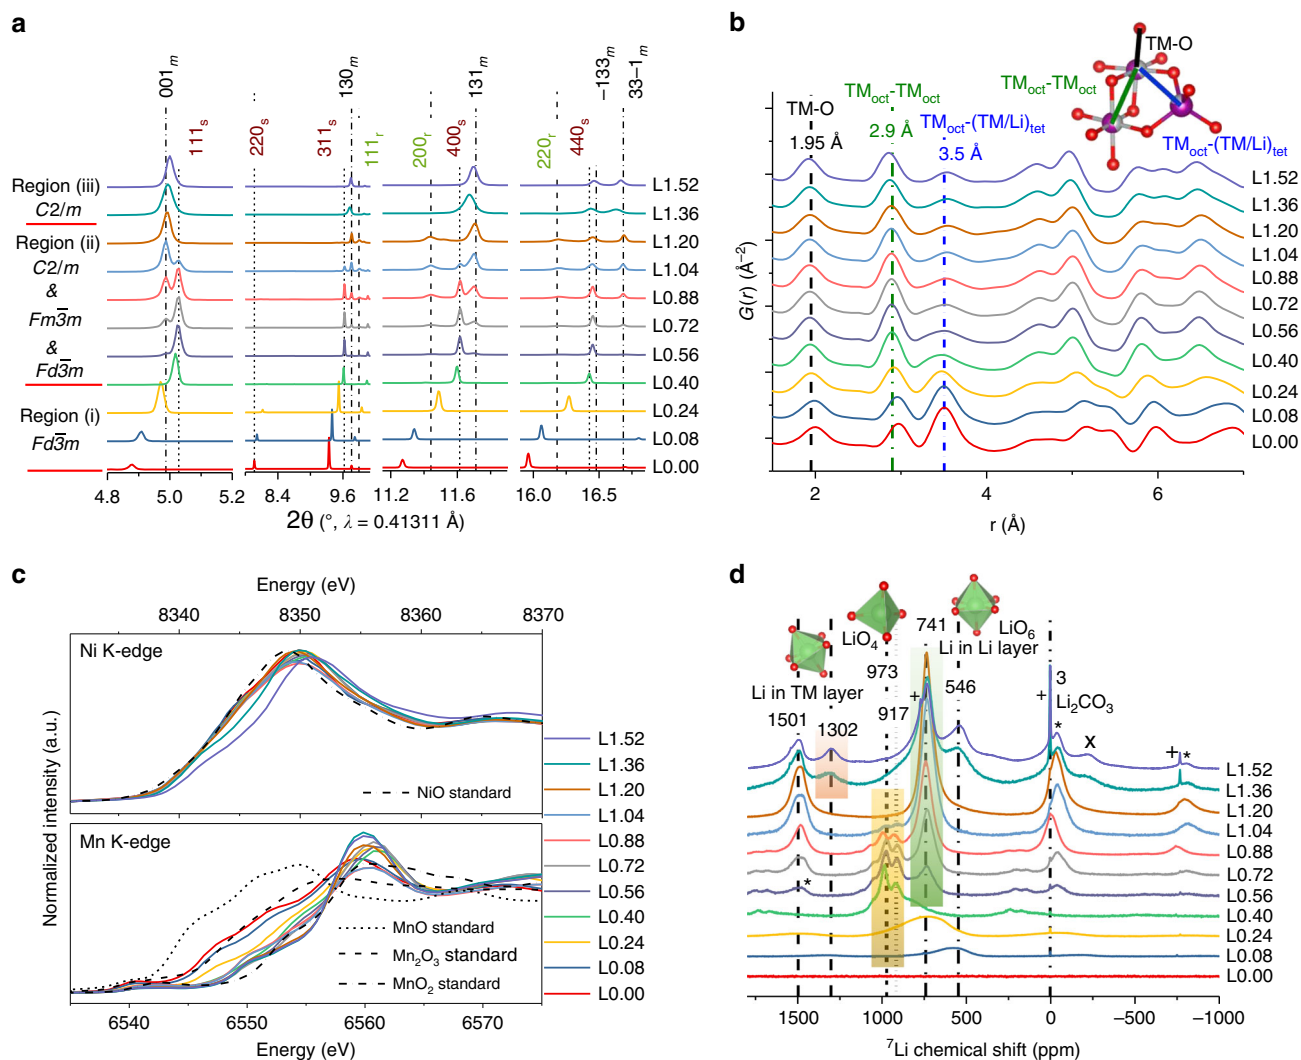 a
001m
111s
220s
311s
130m
111r
200r
400s
131m
220r
440s
−133m
33−1m
Region (iii)
C2/m
Region (ii)
C2/m
&
Fm3̅m
&
Fd3̅m
Region (i)
Fd3̅m
L1.52
L1.36
L1.20
L1.04
L0.88
L0.72
L0.56
L0.40
L0.24
L0.08
L0.00
4.8 5.0 5.2 8.4 9.6 11.2 11.6 16.0 16.5
2θ (°, λ = 0.41311 Å)
b
TM-O
TMoct-TMoct
TMoct-(TM/Li)tet
TM-O
1.95 Å
TMoct-TMoct
2.9 Å
TMoct-(TM/Li)tet
3.5 Å
G(r) (Å−2)
L1.52
L1.36
L1.20
L1.04
L0.88
L0.72
L0.56
L0.40
L0.24
L0.08
L0.00
2 4 6
r (Å)
c
Energy (eV)
8340 8350 8360 8370
Ni K-edge
NiO standard
Normalized intensity (a.u.)
Mn K-edge
MnO standard
Mn2O3 standard
MnO2 standard
L1.52
L1.36
L1.20
L1.04
L0.88
L0.72
L0.56
L0.40
L0.24
L0.08
L0.00
6540 6550 6560 6570
Energy (eV)
d
LiO4
LiO6
Li in Li layer
Li in TM layer
1501
1302
973
917
741
546
3
Li2CO3
+
+
*
x
+
*
*
L1.52
L1.36
L1.20
L1.04
L0.88
L0.72
L0.56
L0.40
L0.24
L0.08
L0.00
1500 1000 500 0 −500 −1000
7Li chemical shift (ppm)